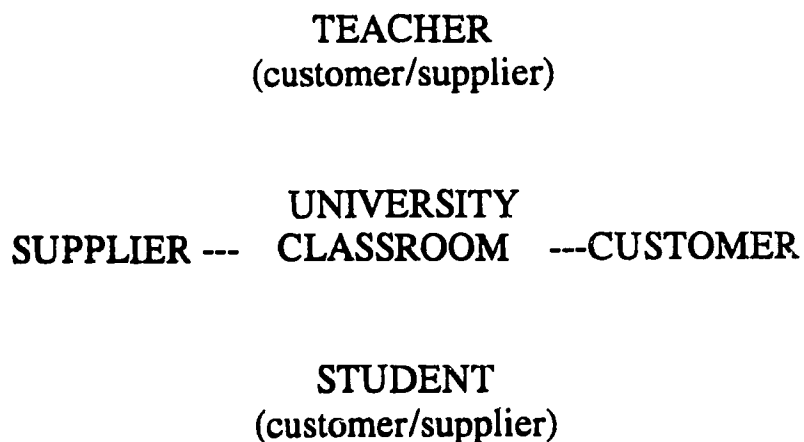 TEACHER
(customer/supplier)
UNIVERSITY
SUPPLIER --- CLASSROOM ---CUSTOMER
STUDENT
(customer/supplier)